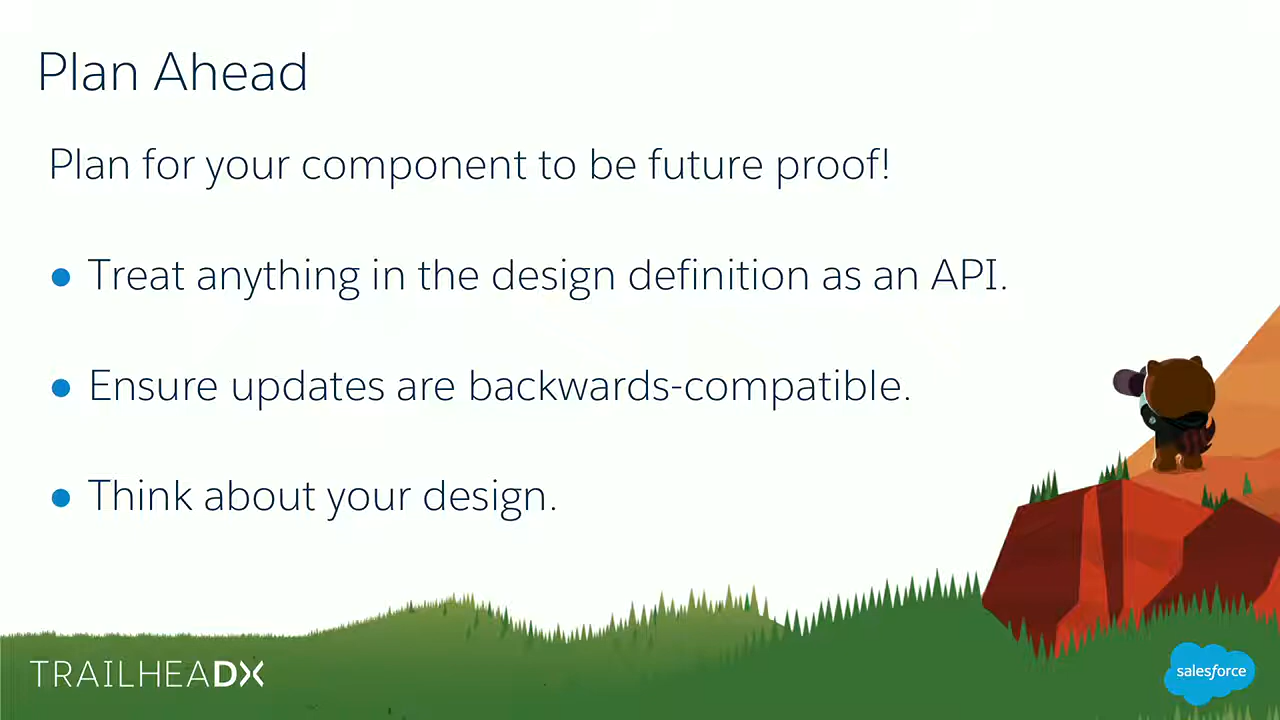 Plan Ahead
Plan for your component to be future proof!
● Treat anything in the design definition as an API.
● Ensure updates are backwards-compatible.
● Think about your design.
TRAILHEADX
salesforce